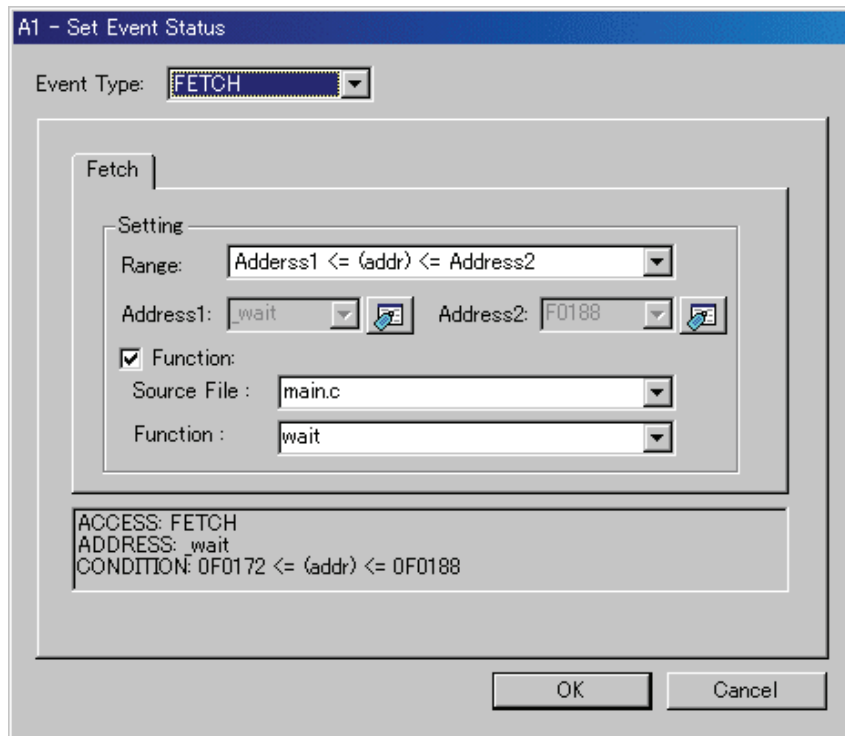 A1 - Set Event Status
Event Type: FETCH
Fetch
Setting
Range: Adderss1 <= (addr) <= Address2
Address1: _wait Address2: F0188
Function:
Source File : main.c
Function : wait
ACCESS: FETCH
ADDRESS: _wait
CONDITION: 0F0172 <= (addr) <= 0F0188
OK Cancel